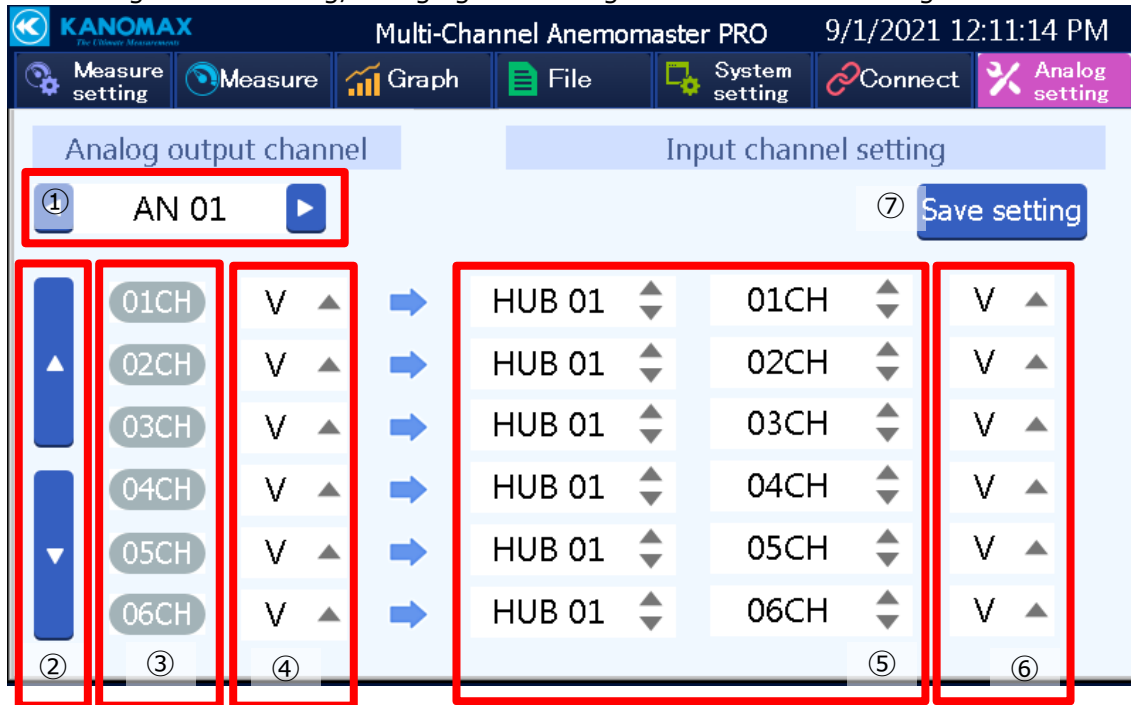 KANOMAX
The Ultimate Measurements
Multi-Channel Anemomaster PRO
9/1/2021 12:11:14 PM
Measure setting
Measure
Graph
File
System setting
Connect
Analog setting
Analog output channel
Input channel setting
① AN 01
⑦ Save setting
01CH V HUB 01 01CH V
02CH V HUB 01 02CH V
03CH V HUB 01 03CH V
04CH V HUB 01 04CH V
05CH V HUB 01 05CH V
06CH V HUB 01 06CH V
② ③ ④ ⑤ ⑥